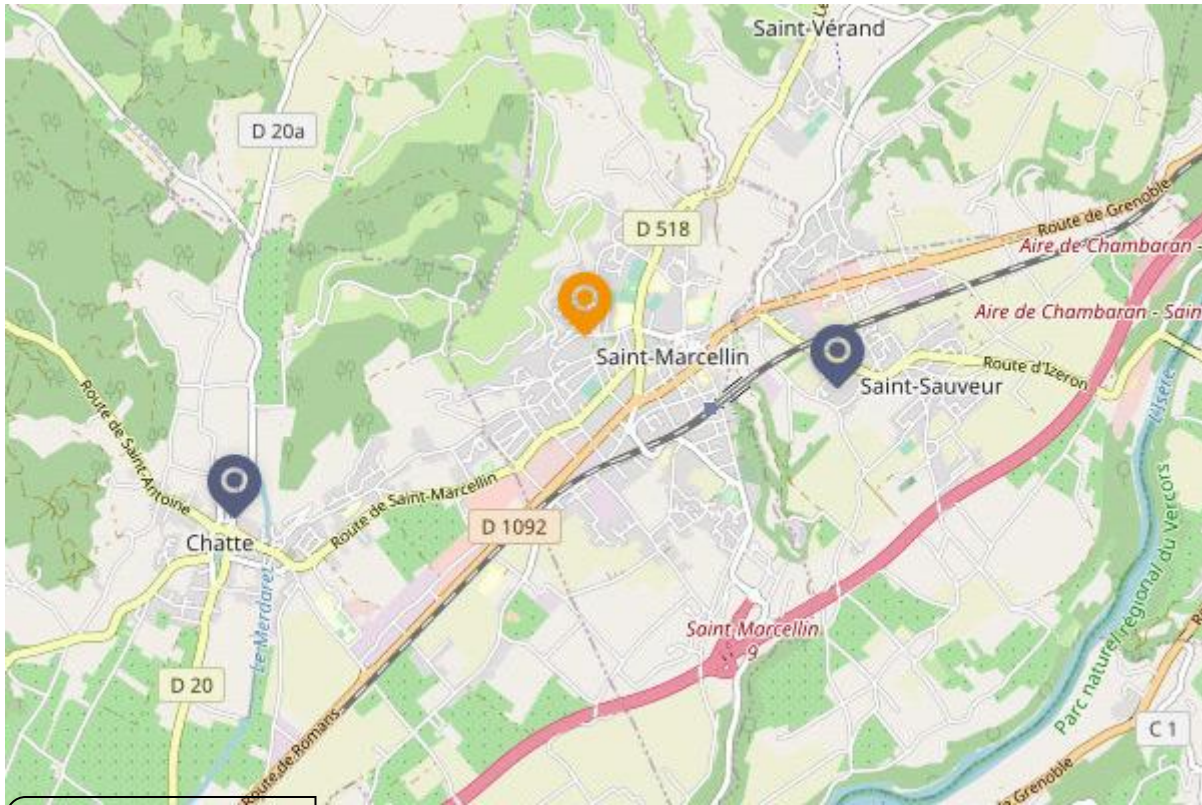 Saint-Vérand
D 20a
D 518
Route de Grenoble
Aire de Chambaran -
Aire de Chambaran - Sain
Saint-Marcellin
Route d'Izeron
Saint-Sauveur
L'Isère
Route de Saint-Antoine
Route de Saint-Marcellin
Chatte
D 1092
Le Merdaret
Saint Marcellin
9
Parc naturel régional du Vercors
D 20
Route de Romans
C 1
la Grenoble